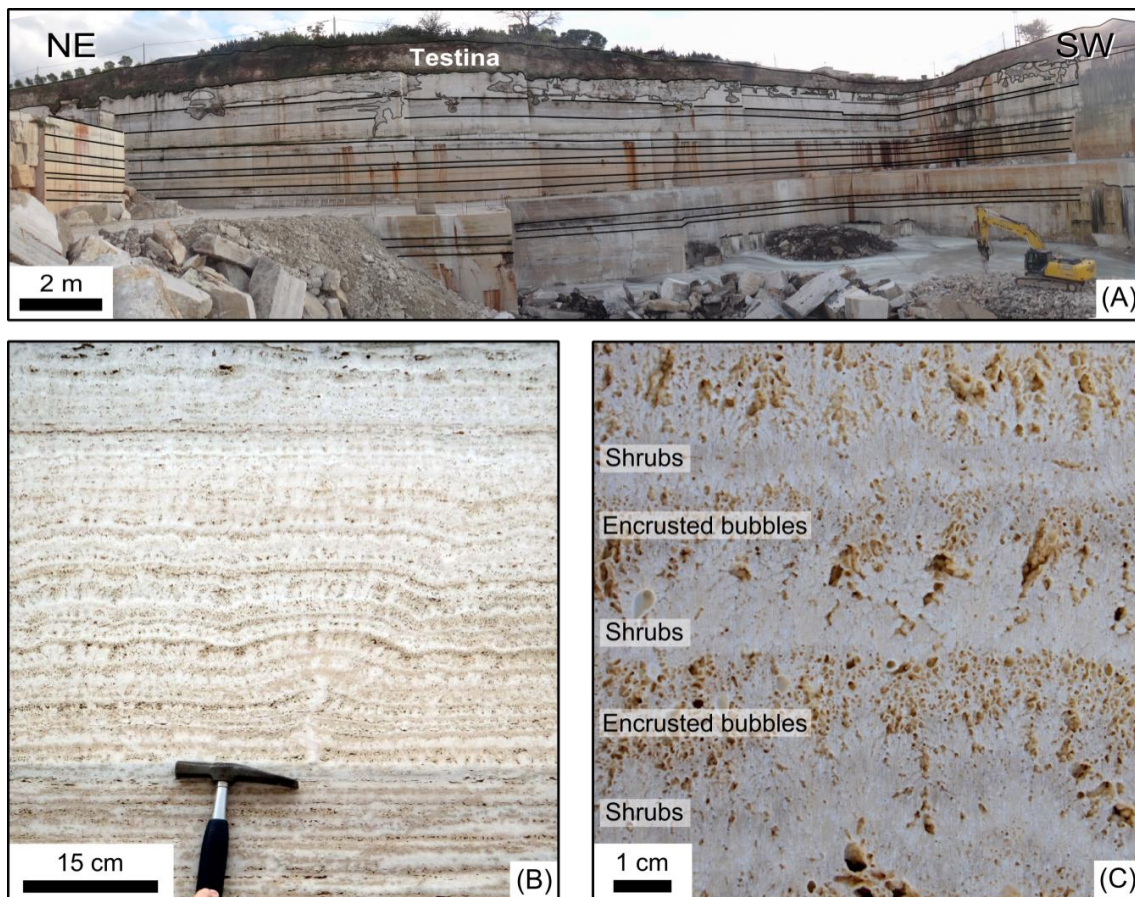 NE
Testina
SW
2 m
(A)
Shrubs
Encrusted bubbles
Shrubs
Encrusted bubbles
Shrubs
15 cm
(B)
1 cm
(C)